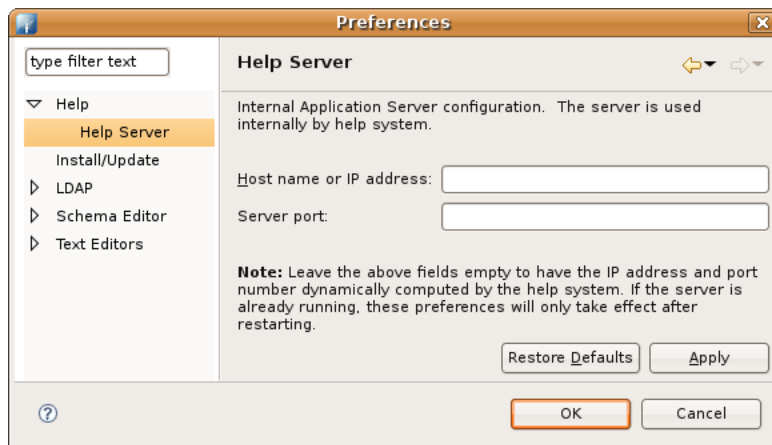 Preferences
type filter text
Help
Help Server
Install/Update
LDAP
Schema Editor
Text Editors
Help Server
Internal Application Server configuration.  The server is used
internally by help system.
Host name or IP address:
Server port:
Note: Leave the above fields empty to have the IP address and port
number dynamically computed by the help system. If the server is
already running, these preferences will only take effect after
restarting.
Restore Defaults
Apply
?
OK
Cancel